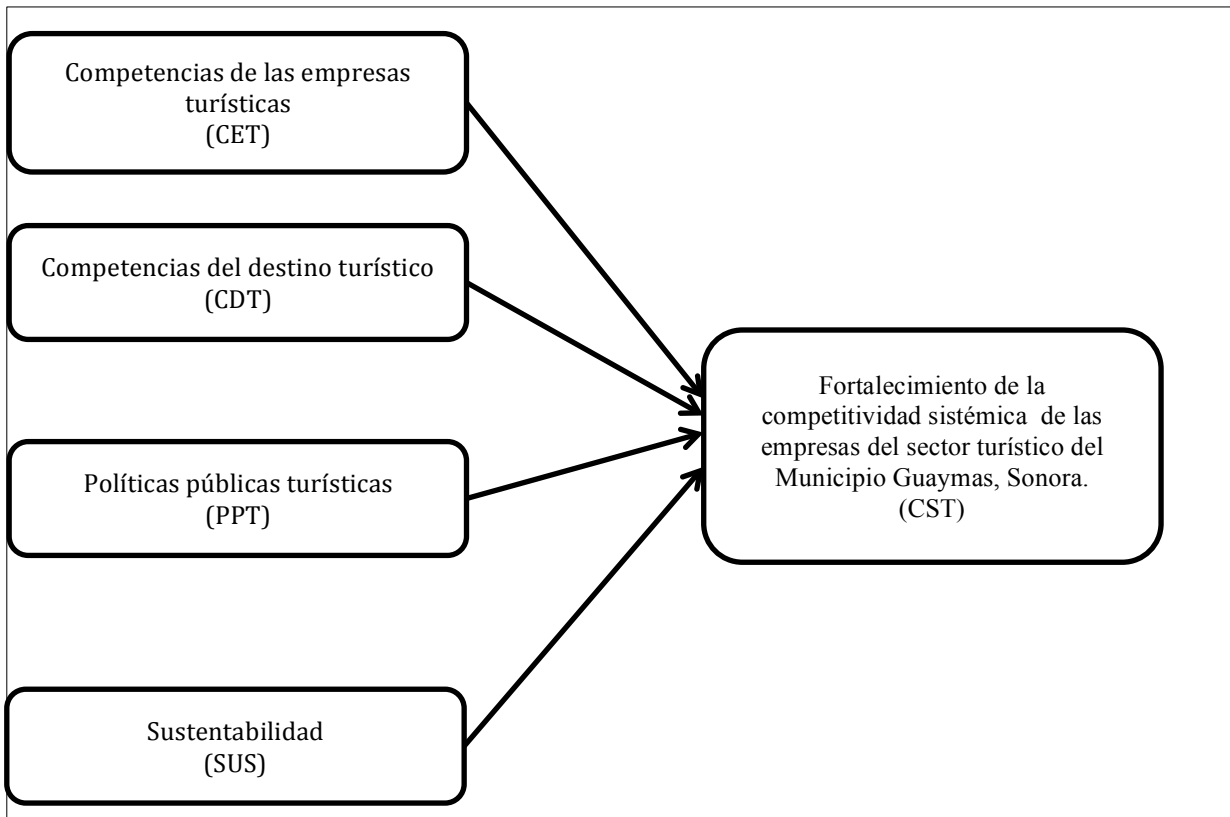 Competencias de las empresas
turísticas
(CET)
Competencias del destino turístico
(CDT)
Políticas públicas turísticas
(PPT)
Sustentabilidad
(SUS)
Fortalecimiento de la
competitividad sistémica  de las
empresas del sector turístico del
Municipio Guaymas, Sonora.
(CST)